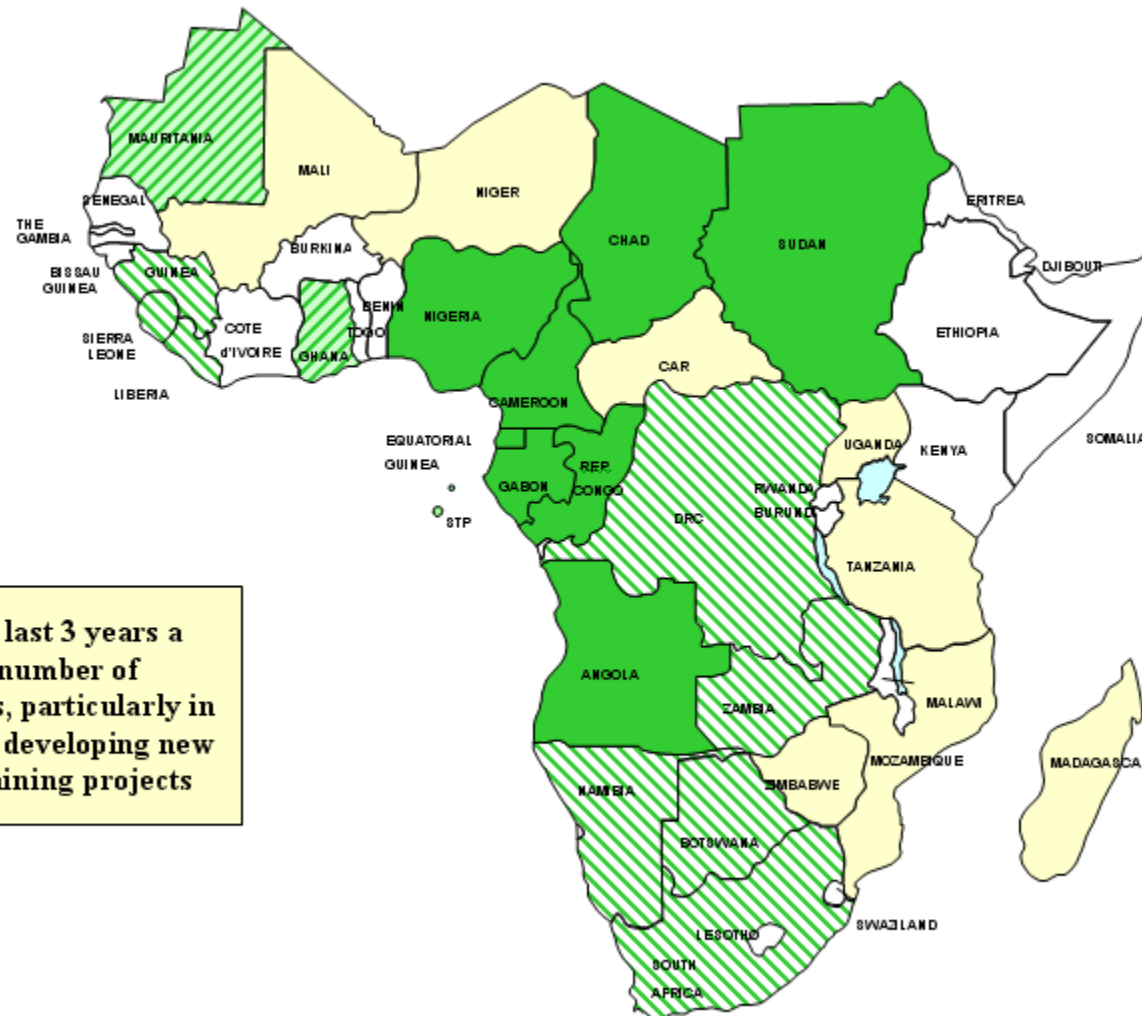 MAURITANIA
MALI
NIGER
CHAD
SUDAN
ERITREA
SENEGAL
THE
GAMBIA
BURKINA
DJIBOUTI
BISSAU
GUINEA
GUINEA
NIGERIA
BENIN
TOGO
ETHIOPIA
SIERRA
LEONE
COTE
d'IVOIRE
GHANA
CAR
LIBERIA
CAMEROON
EQUATORIAL
GUINEA
UGANDA
KENYA
SOMALIA
GABON
REP.
CONGO
RWANDA
BURUNDI
DRC
STP
TANZANIA
last 3 years a
number of
s, particularly in
developing new
ining projects
ANGOLA
ZAMBIA
MALAWI
MOZAMBIQUE
MADAGASCA
NAMIBIA
ZIMBABWE
BOTSWANA
SWAZILAND
LESOTHO
SOUTH
AFRICA